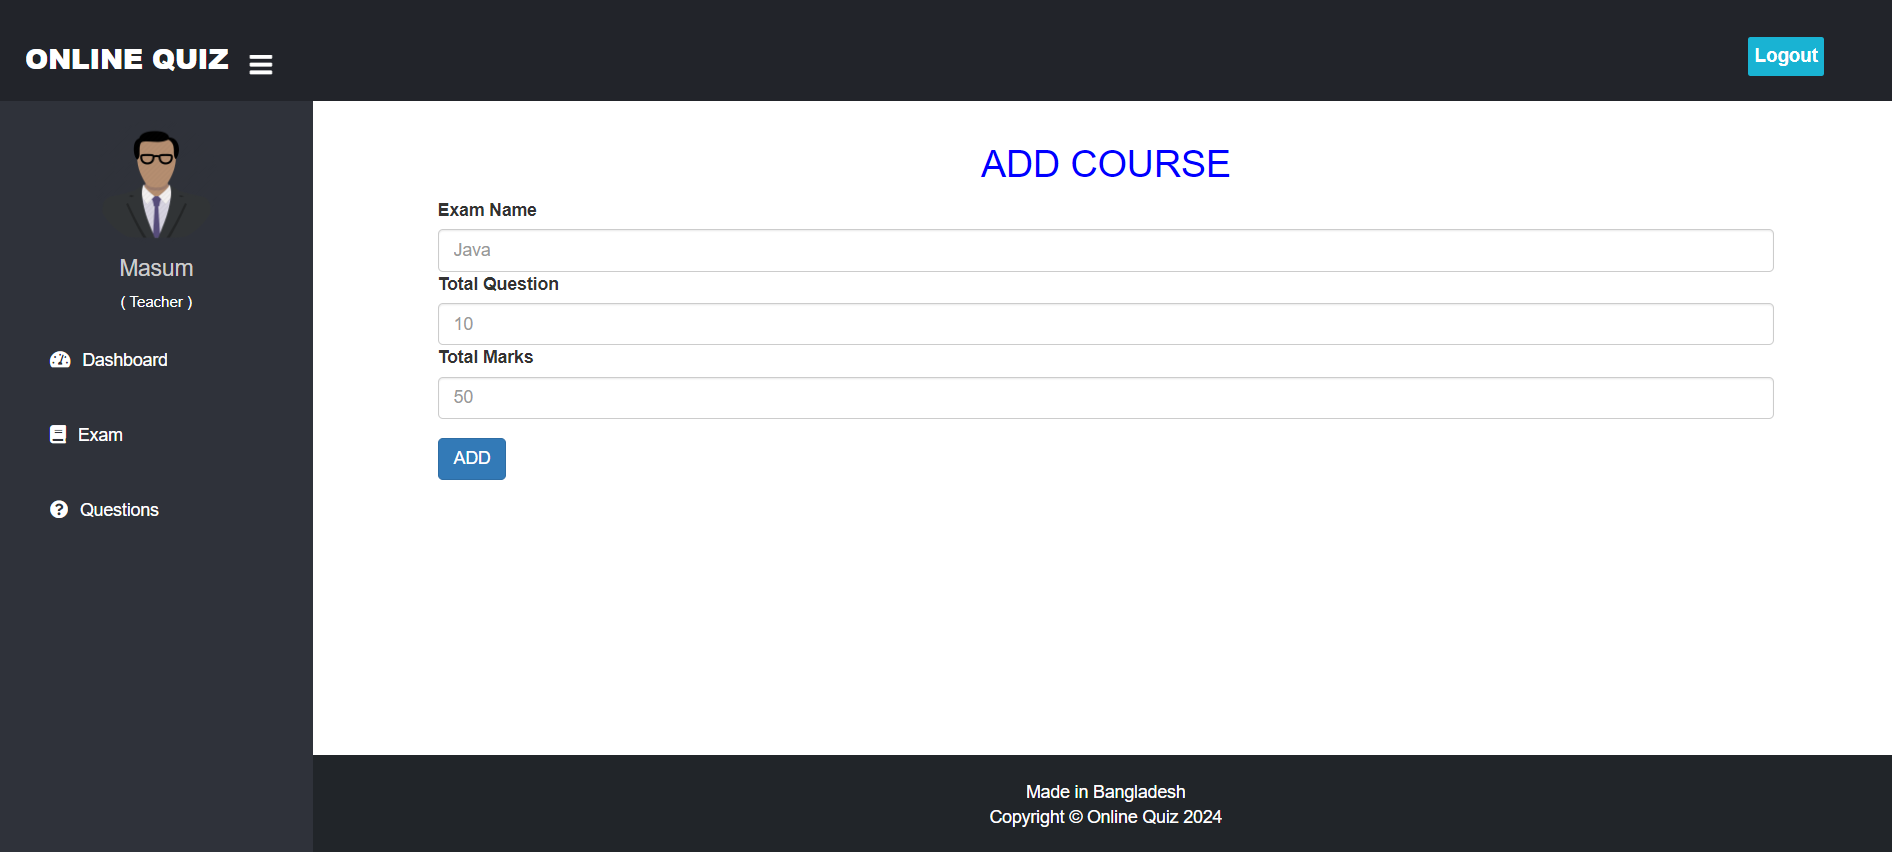 ONLINE QUIZ
Logout
Masum
( Teacher )
Dashboard
Exam
Questions
ADD COURSE
Exam Name
Java
Total Question
10
Total Marks
50
ADD
Made in Bangladesh
Copyright © Online Quiz 2024